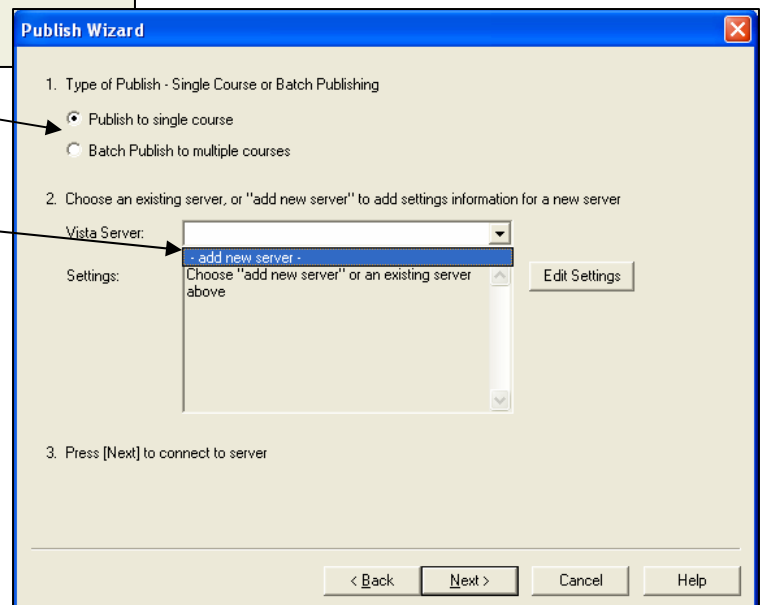 Publish Wizard
1. Type of Publish - Single Course or Batch Publishing
Publish to single course
Batch Publish to multiple courses
2. Choose an existing server, or "add new server" to add settings information for a new server
Vista Server:
- add new server -
Settings:
Choose "add new server" or an existing server
above
Edit Settings
3. Press [Next] to connect to server
< Back
Next >
Cancel
Help